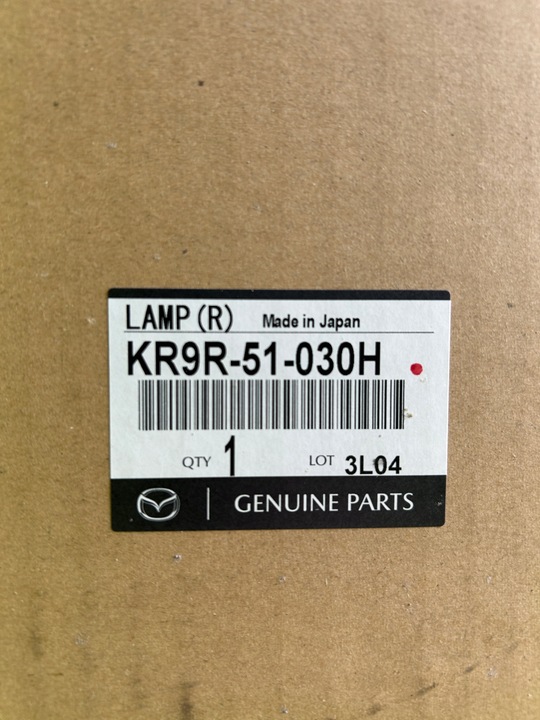 LAMP (R) Made in Japan
KR9R-51-030H
QTY 1 LOT 3L04
GENUINE PARTS